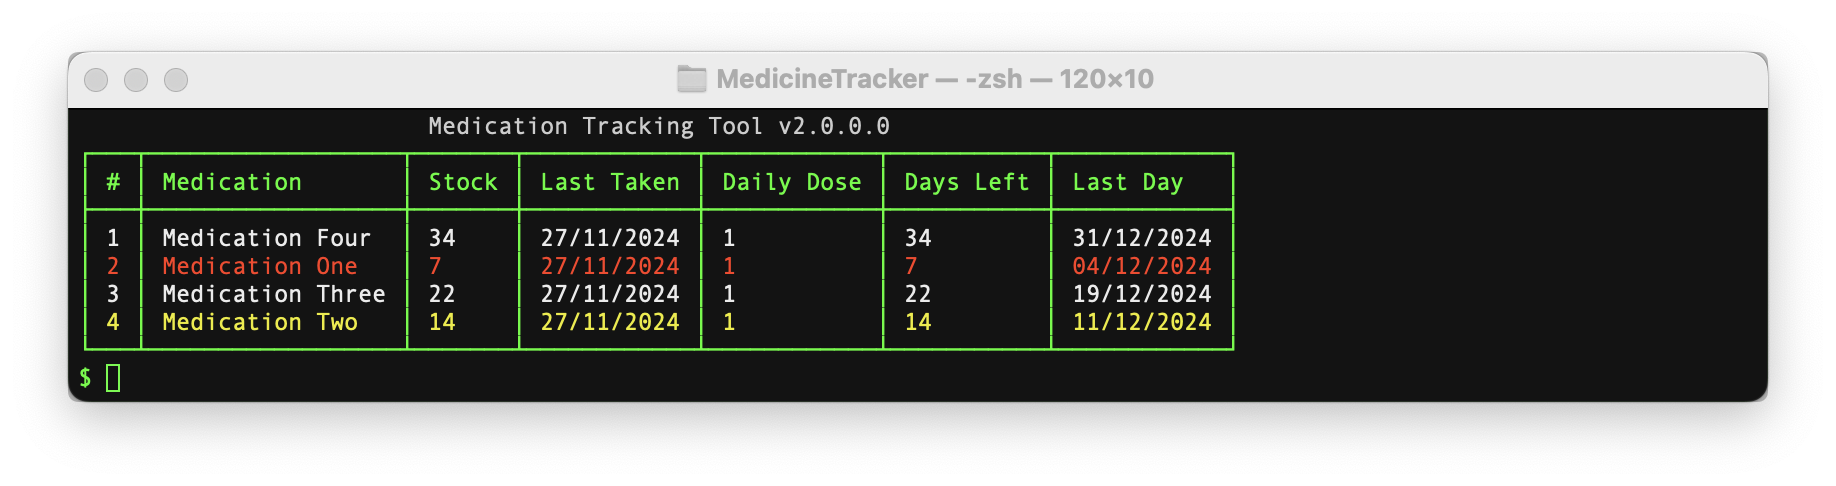 MedicineTracker — -zsh — 120×10
Medication Tracking Tool v2.0.0.0
# Medication Stock Last Taken Daily Dose Days Left Last Day
1 Medication Four 34 27/11/2024 1 34 31/12/2024
2 Medication One 7 27/11/2024 1 7 04/12/2024
3 Medication Three 22 27/11/2024 1 22 19/12/2024
4 Medication Two 14 27/11/2024 1 14 11/12/2024
$